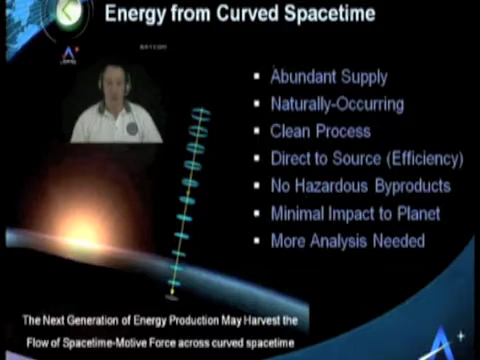 Energy from Curved Spacetime
Abundant Supply
Naturally-Occurring
Clean Process
Direct to Source (Efficiency)
No Hazardous Byproducts
Minimal Impact to Planet
More Analysis Needed
The Next Generation of Energy Production May Harvest the
Flow of Spacetime-Motive Force across curved spacetime